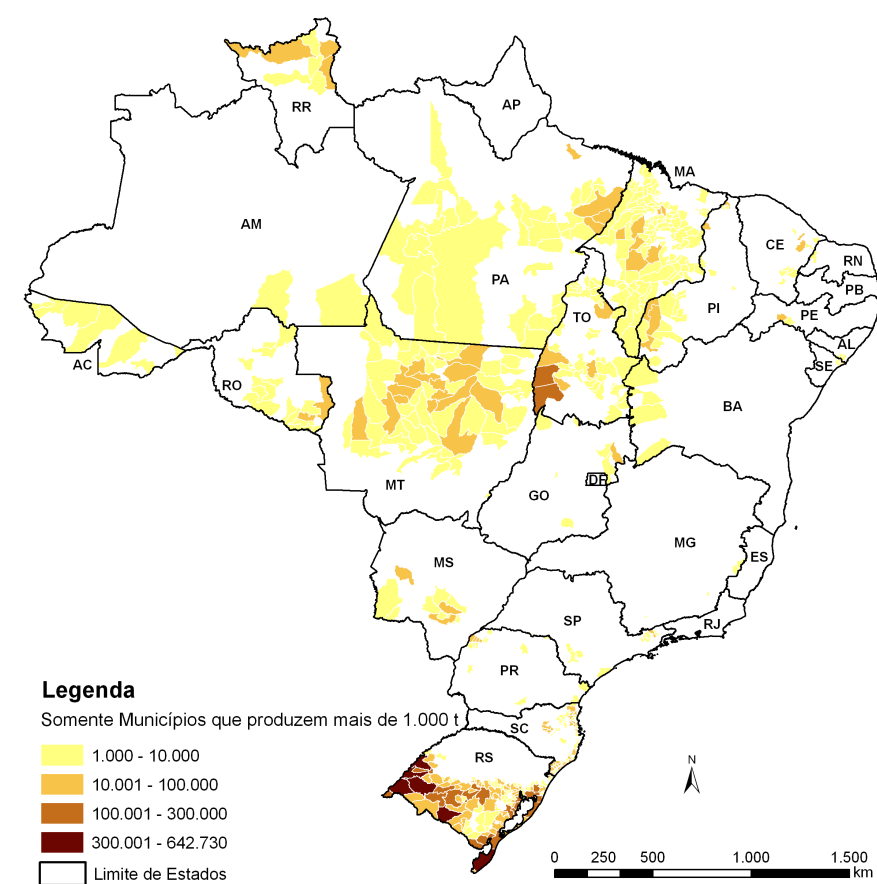 RR
AP
AM
PA
MA
CE
RN
PB
PE
AL
SE
PI
TO
AC
RO
BA
MT
DF
GO
MG
ES
MS
SP
RJ
PR
SC
RS
N
Legenda
Somente Municípios que produzem mais de 1.000 t
1.000 - 10.000
10.001 - 100.000
100.001 - 300.000
300.001 - 642.730
Limite de Estados
0 250 500 1.000 1.500
km